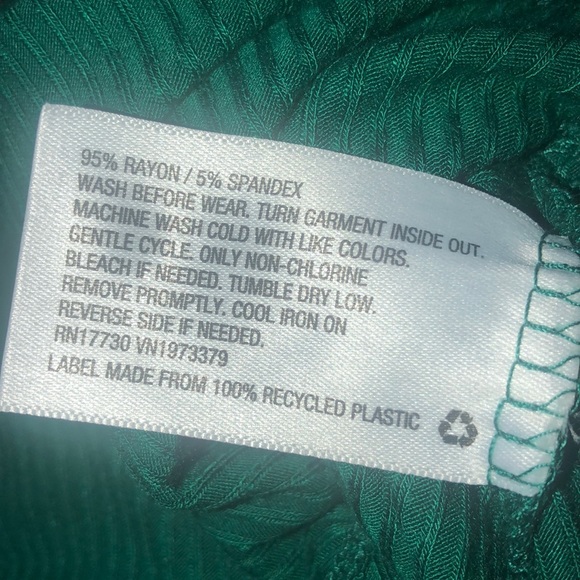 95% RAYON / 5% SPANDEX
WASH BEFORE WEAR. TURN GARMENT INSIDE OUT.
MACHINE WASH COLD WITH LIKE COLORS.
GENTLE CYCLE. ONLY NON-CHLORINE
BLEACH IF NEEDED. TUMBLE DRY LOW.
REMOVE PROMPTLY. COOL IRON ON
REVERSE SIDE IF NEEDED.
RN17730 VN1973379
LABEL MADE FROM 100% RECYCLED PLASTIC